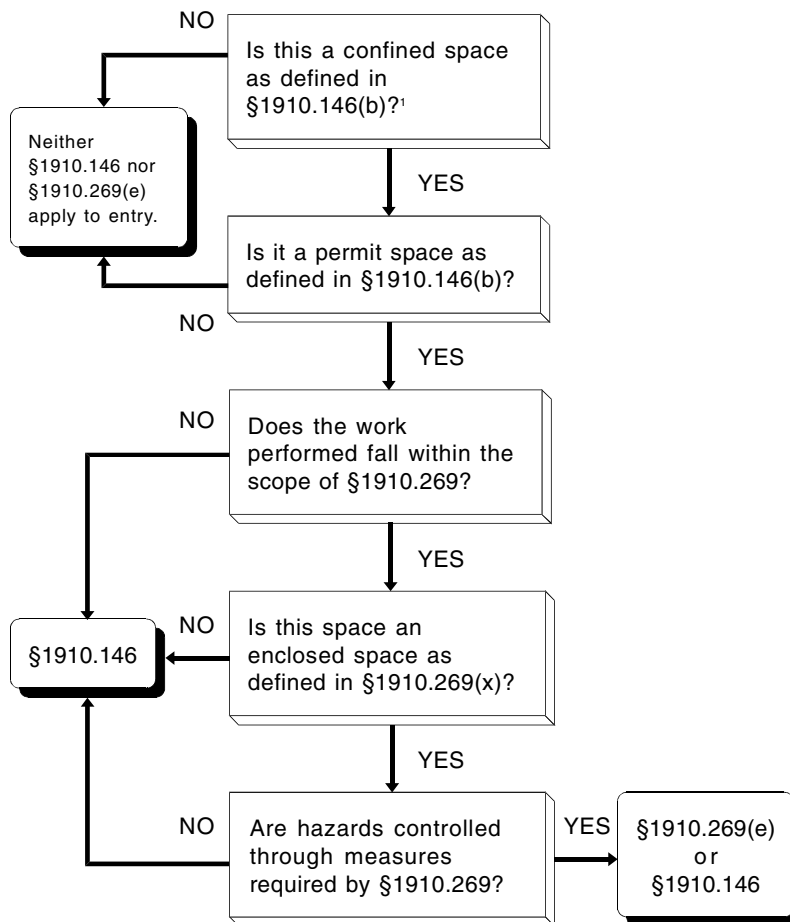 NO
Is this a confined space
as defined in
§1910.146(b)?¹
Neither
§1910.146 nor
§1910.269(e)
apply to entry.
YES
Is it a permit space as
defined in §1910.146(b)?
NO
YES
NO
Does the work
performed fall within the
scope of §1910.269?
YES
§1910.146
NO
Is this space an
enclosed space as
defined in §1910.269(x)?
YES
NO
Are hazards controlled
through measures
required by §1910.269?
YES
§1910.269(e)
or
§1910.146